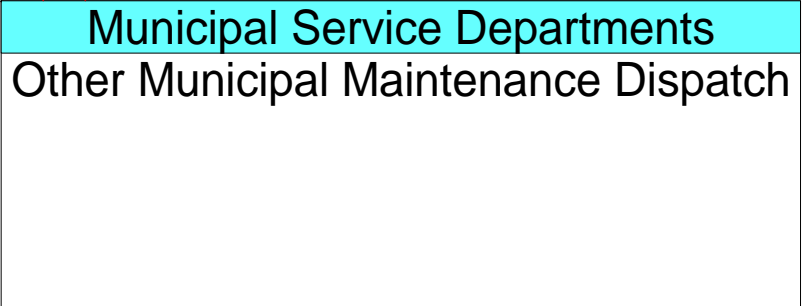 Municipal Service Departments
Other Municipal Maintenance Dispatch